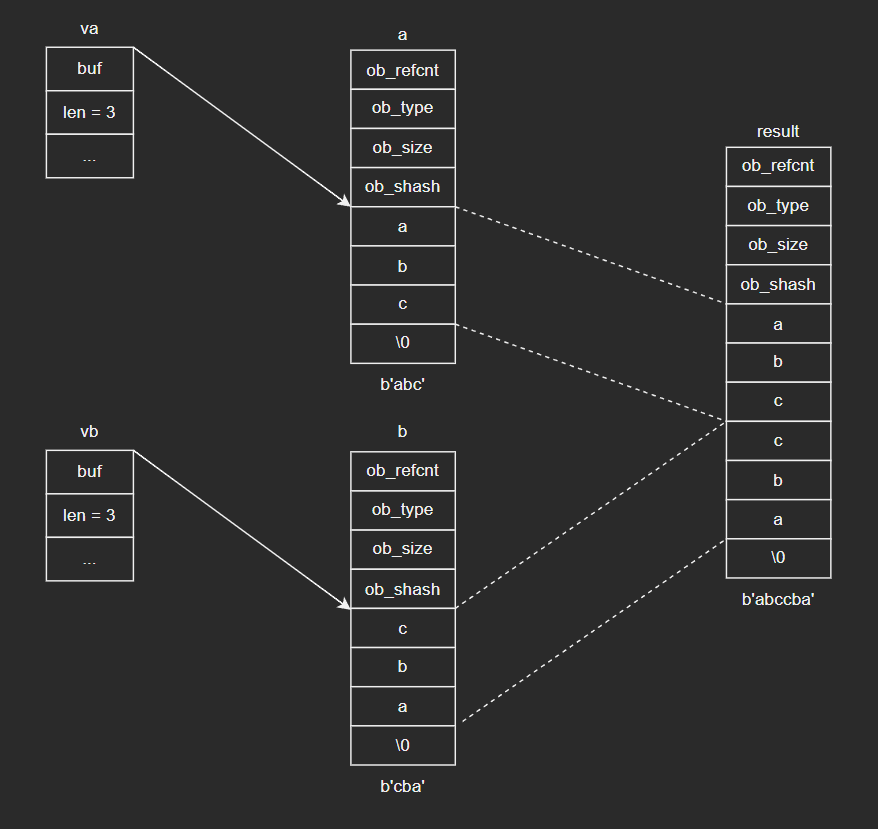 va
buf
len = 3
...
a
ob_refcnt
ob_type
ob_size
ob_shash
a
b
c
\0
b'abc'
vb
buf
len = 3
...
b
ob_refcnt
ob_type
ob_size
ob_shash
c
b
a
\0
b'cba'
result
ob_refcnt
ob_type
ob_size
ob_shash
a
b
c
c
b
a
\0
b'abccba'